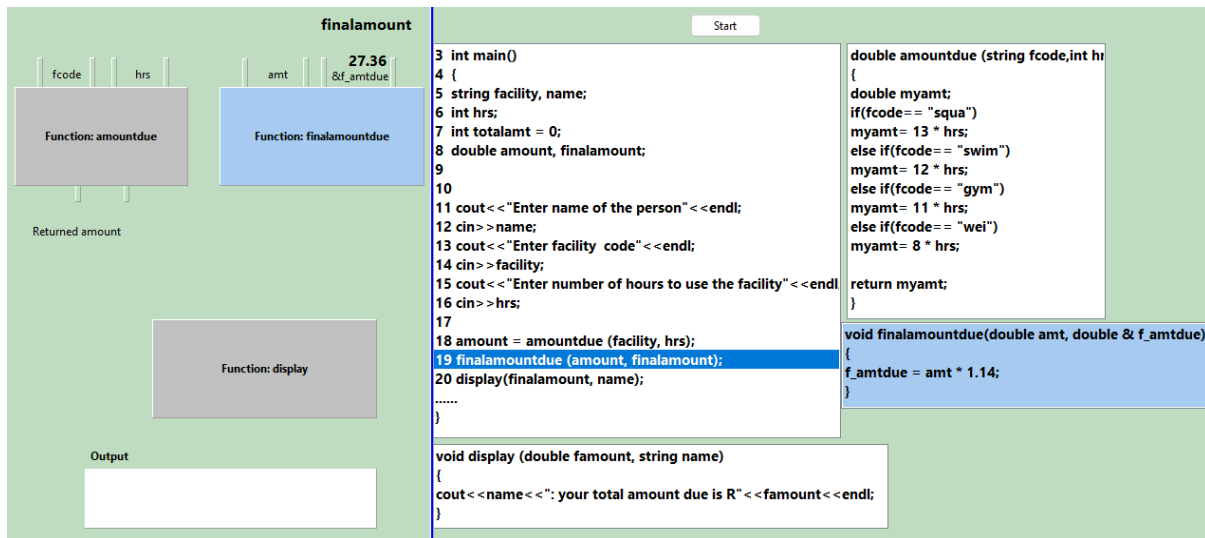 finalamount
27.36
fcode hrs amt &f_amtdue
Function: amountdue
Function: finalamountdue
Returned amount
Function: display
Output
Start
3 int main()
4 {
5 string facility, name;
6 int hrs;
7 int totalamt = 0;
8 double amount, finalamount;
9
10
11 cout<<"Enter name of the person"<<endl;
12 cin>>name;
13 cout<<"Enter facility  code"<<endl;
14 cin>>facility;
15 cout<<"Enter number of hours to use the facility"<<endl
16 cin>>hrs;
17
18 amount = amountdue (facility, hrs);
19 finalamountdue (amount, finalamount);
20 display(finalamount, name);
......
}
double amountdue (string fcode,int hr
{
double myamt;
if(fcode== "squa")
myamt= 13 * hrs;
else if(fcode== "swim")
myamt= 12 * hrs;
else if(fcode== "gym")
myamt= 11 * hrs;
else if(fcode== "wei")
myamt= 8 * hrs;
return myamt;
}
void finalamountdue(double amt, double & f_amtdue)
{
f_amtdue = amt * 1.14;
}
void display (double famount, string name)
{
cout<<name<<": your total amount due is R"<<famount<<endl;
}